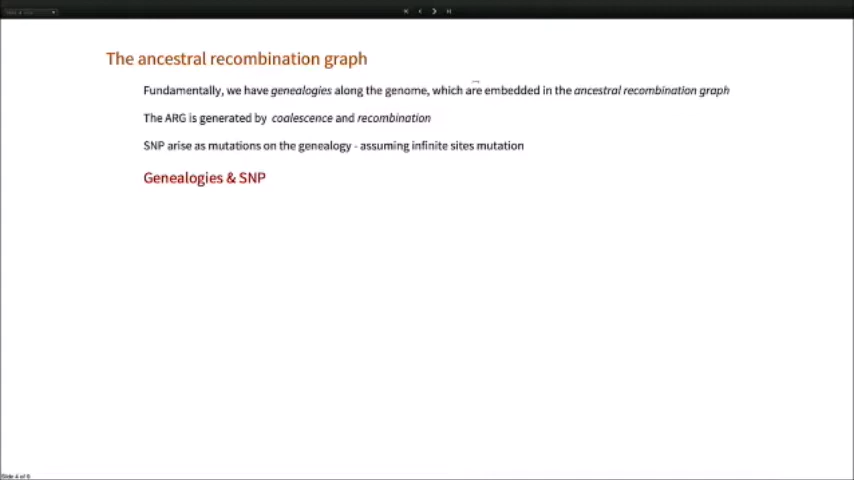 The ancestral recombination graph
Fundamentally, we have genealogies along the genome, which are embedded in the ancestral recombination graph
The ARG is generated by coalescence and recombination
SNP arise as mutations on the genealogy - assuming infinite sites mutation
Genealogies & SNP
Slide 4 of 6